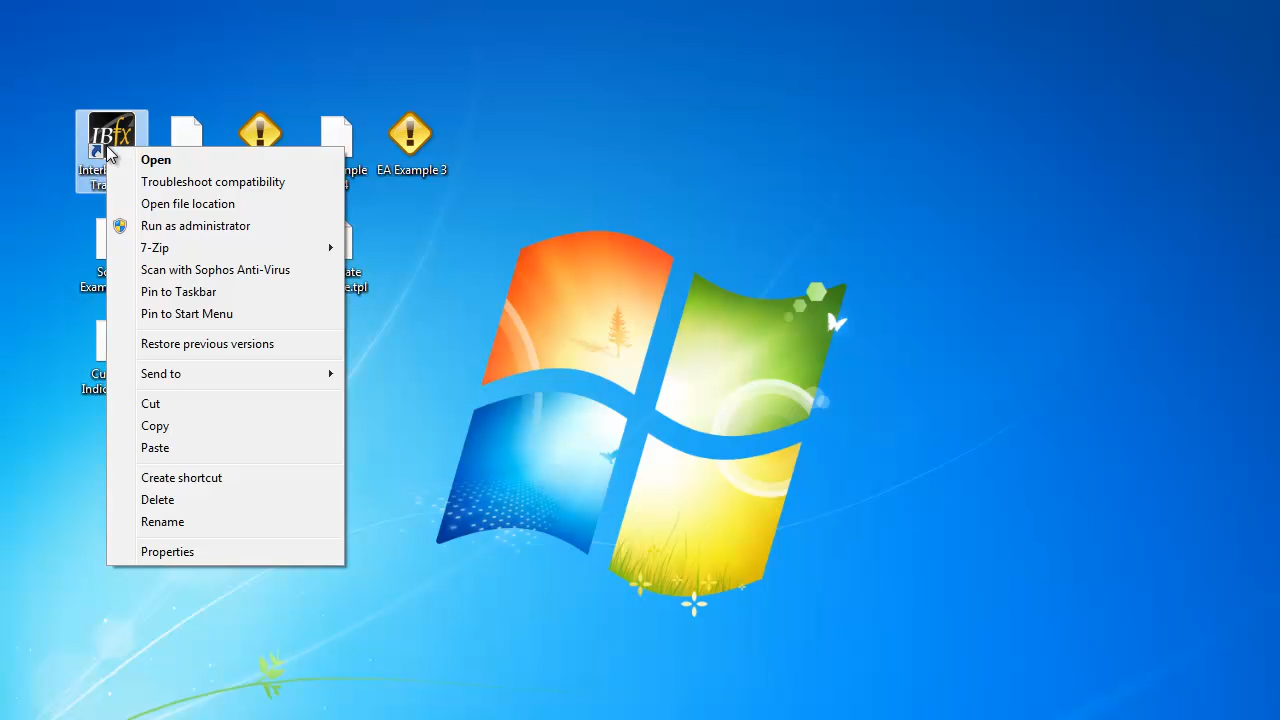 IBfx
EA Example 3
Open
Troubleshoot compatibility
Open file location
Run as administrator
7-Zip
Scan with Sophos Anti-Virus
Pin to Taskbar
Pin to Start Menu
Restore previous versions
Send to
Cut
Copy
Paste
Create shortcut
Delete
Rename
Properties